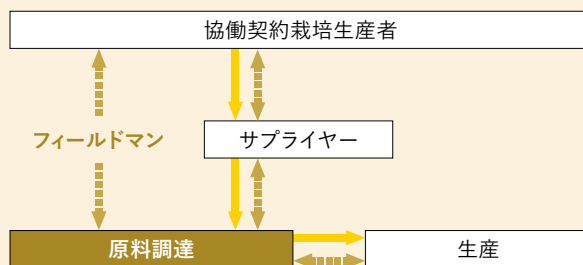 協働契約栽培生産者
フィールドマン
サプライヤー
原料調達
生産